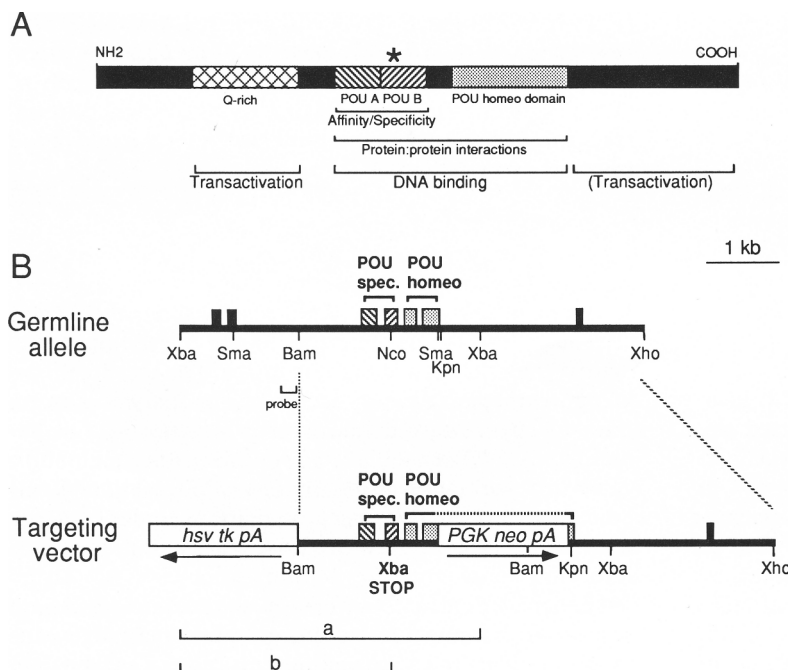 A
NH2 * COOH
Q-rich POU A POU B POU homeo domain
Affinity/Specificity
Protein:protein interactions
Transactivation DNA binding (Transactivation)
1 kb
B
POU POU
spec. homeo
Germline
allele
Xba Sma Bam Nco Sma Xba Xho
Kpn
probe
POU POU
spec. homeo
Targeting
vector
hsv tk pA PGK neo pA
Bam Xba Bam Kpn Xba Xho
STOP
a
b